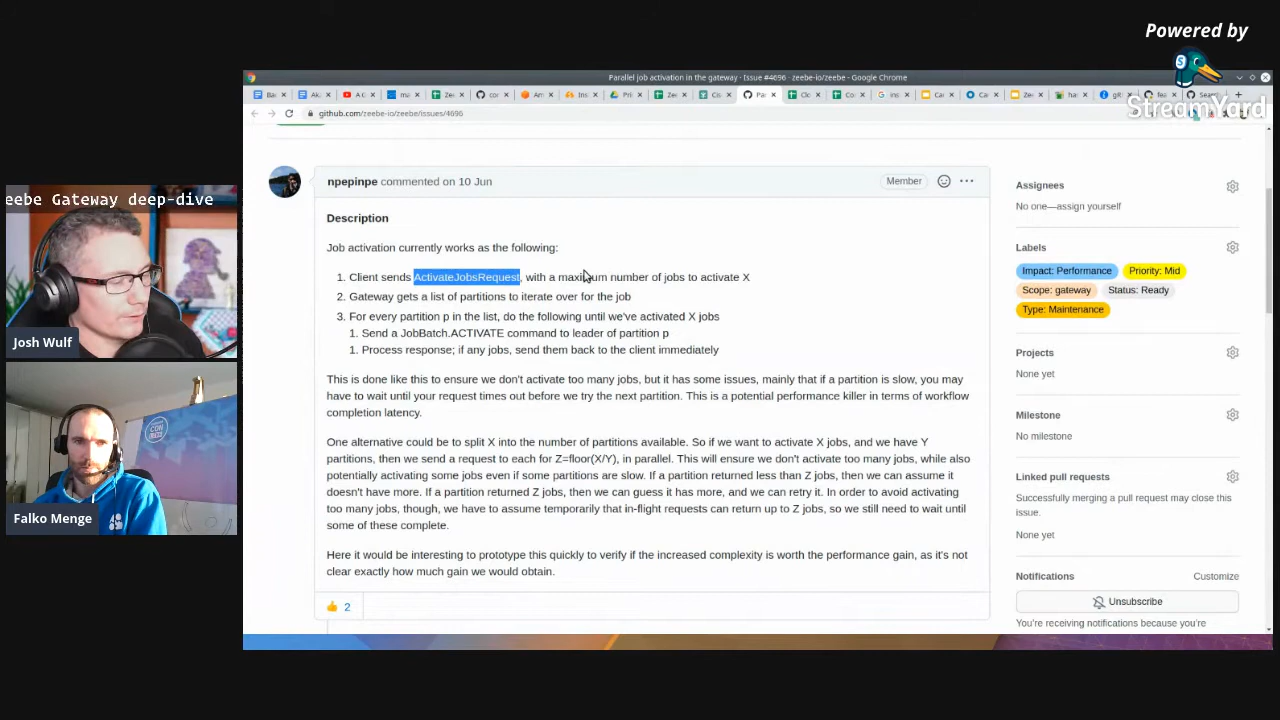 Powered by
StreamYard
Parallel job activation in the gateway · Issue #4696 · zeebe-io/zeebe - Google Chrome
github.com/zeebe-io/zeebe/issues/4696
eebe Gateway deep-dive
Josh Wulf
Falko Menge
npepinpe commented on 10 Jun
Member
Description
Job activation currently works as the following:
1. Client sends ActivateJobsRequest, with a maximum number of jobs to activate X
2. Gateway gets a list of partitions to iterate over for the job
3. For every partition p in the list, do the following until we've activated X jobs
1. Send a JobBatch.ACTIVATE command to leader of partition p
1. Process response; if any jobs, send them back to the client immediately
This is done like this to ensure we don't activate too many jobs, but it has some issues, mainly that if a partition is slow, you may
have to wait until your request times out before we try the next partition. This is a potential performance killer in terms of workflow
completion latency.
One alternative could be to split X into the number of partitions available. So if we want to activate X jobs, and we have Y
partitions, then we send a request to each for Z=floor(X/Y), in parallel. This will ensure we don't activate too many jobs, while also
potentially activating some jobs even if some partitions are slow. If a partition returned less than Z jobs, then we can assume it
doesn't have more. If a partition returned Z jobs, then we can guess it has more, and we can retry it. In order to avoid activating
too many jobs, though, we have to assume temporarily that in-flight requests can return up to Z jobs, so we still need to wait until
some of these complete.
Here it would be interesting to prototype this quickly to verify if the increased complexity is worth the performance gain, as it's not
clear exactly how much gain we would obtain.
2
Assignees
No one—assign yourself
Labels
Impact: Performance
Priority: Mid
Scope: gateway
Status: Ready
Type: Maintenance
Projects
None yet
Milestone
No milestone
Linked pull requests
Successfully merging a pull request may close this
issue.
None yet
Notifications
Customize
Unsubscribe
You're receiving notifications because you're